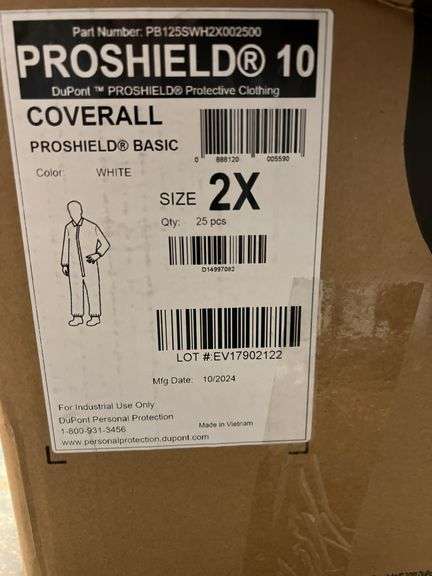 Part Number: PB125SWH2X002500
PROSHIELD® 10
DuPont ™ PROSHIELD® Protective Clothing
COVERALL
PROSHIELD® BASIC
0 888120 005590
Color: WHITE
SIZE 2X
Qty: 25 pcs
D14997082
LOT #:EV17902122
Mfg Date: 10/2024
For Industrial Use Only
DuPont Personal Protection
1-800-931-3456
Made in Vietnam
www.personalprotection.dupont.com